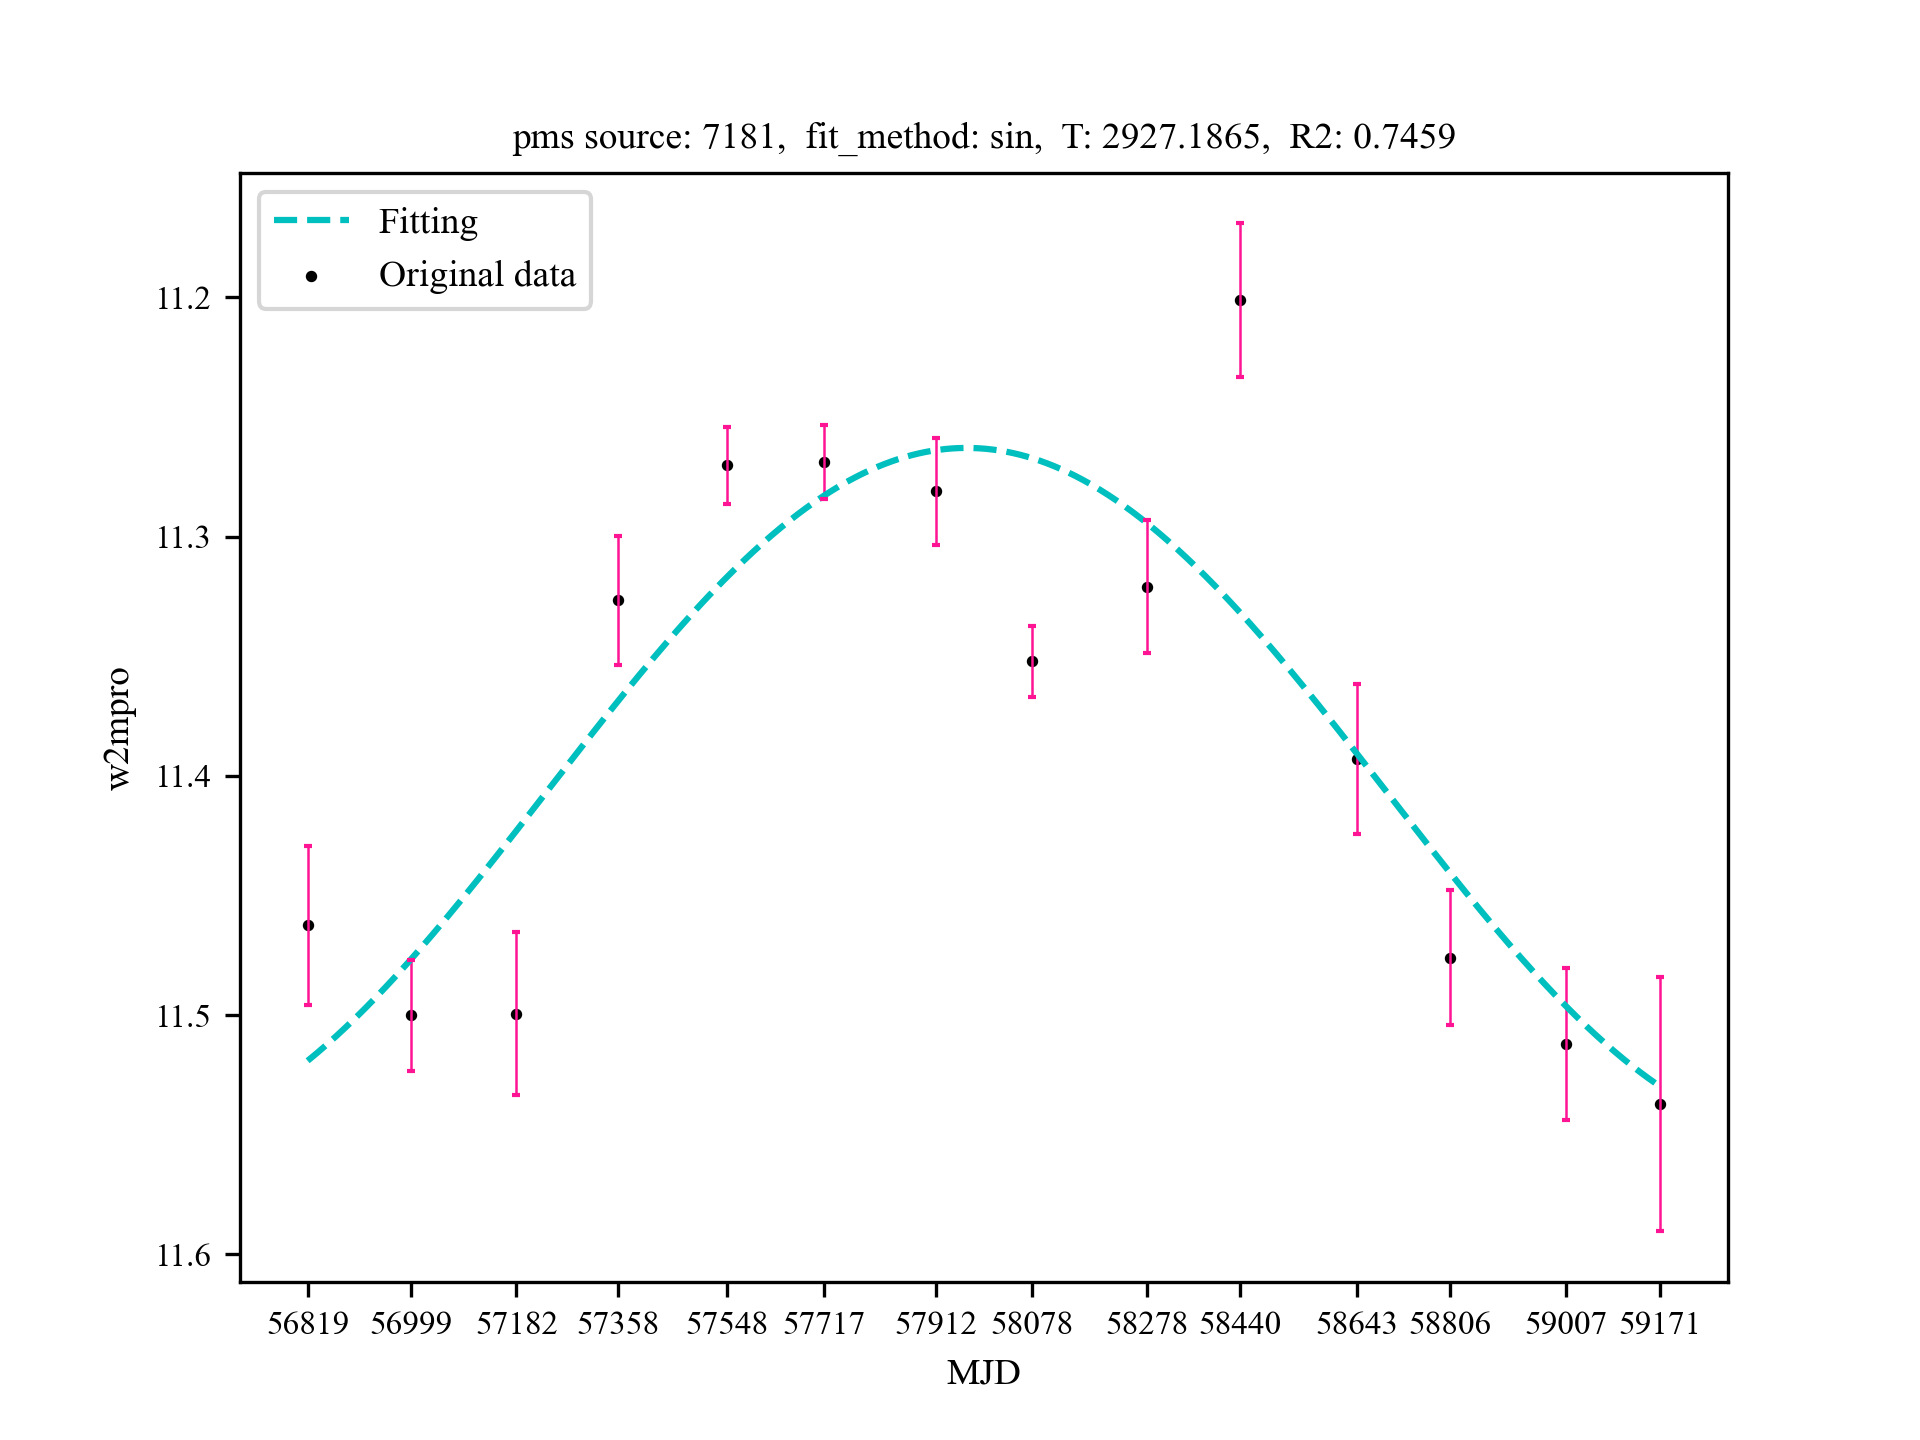 pms source: 7181,  fit_method: sin,  T: 2927.1865,  R2: 0.7459
Fitting
Original data
11.2
11.3
11.4
11.5
11.6
w2mpro
56819 56999 57182 57358 57548 57717 57912 58078 58278 58440 58643 58806 59007 59171
MJD